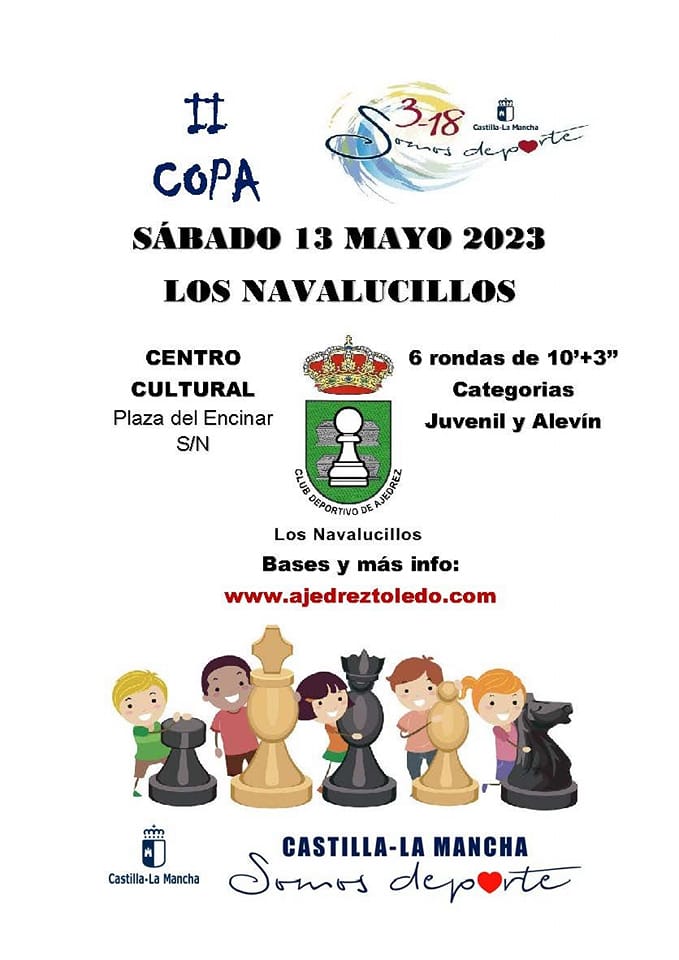 II
COPA
3-18
Castilla-La Mancha
Somos deporte
SÁBADO 13 MAYO 2023
LOS NAVALUCILLOS
CENTRO
CULTURAL
Plaza del Encinar
S/N
CLUB DEPORTIVO DE AJEDREZ
Los Navalucillos
6 rondas de 10’+3”
Categorias
Juvenil y Alevín
Bases y más info:
www.ajedreztoledo.com
Castilla-La Mancha
CASTILLA-LA MANCHA
Somos deporte